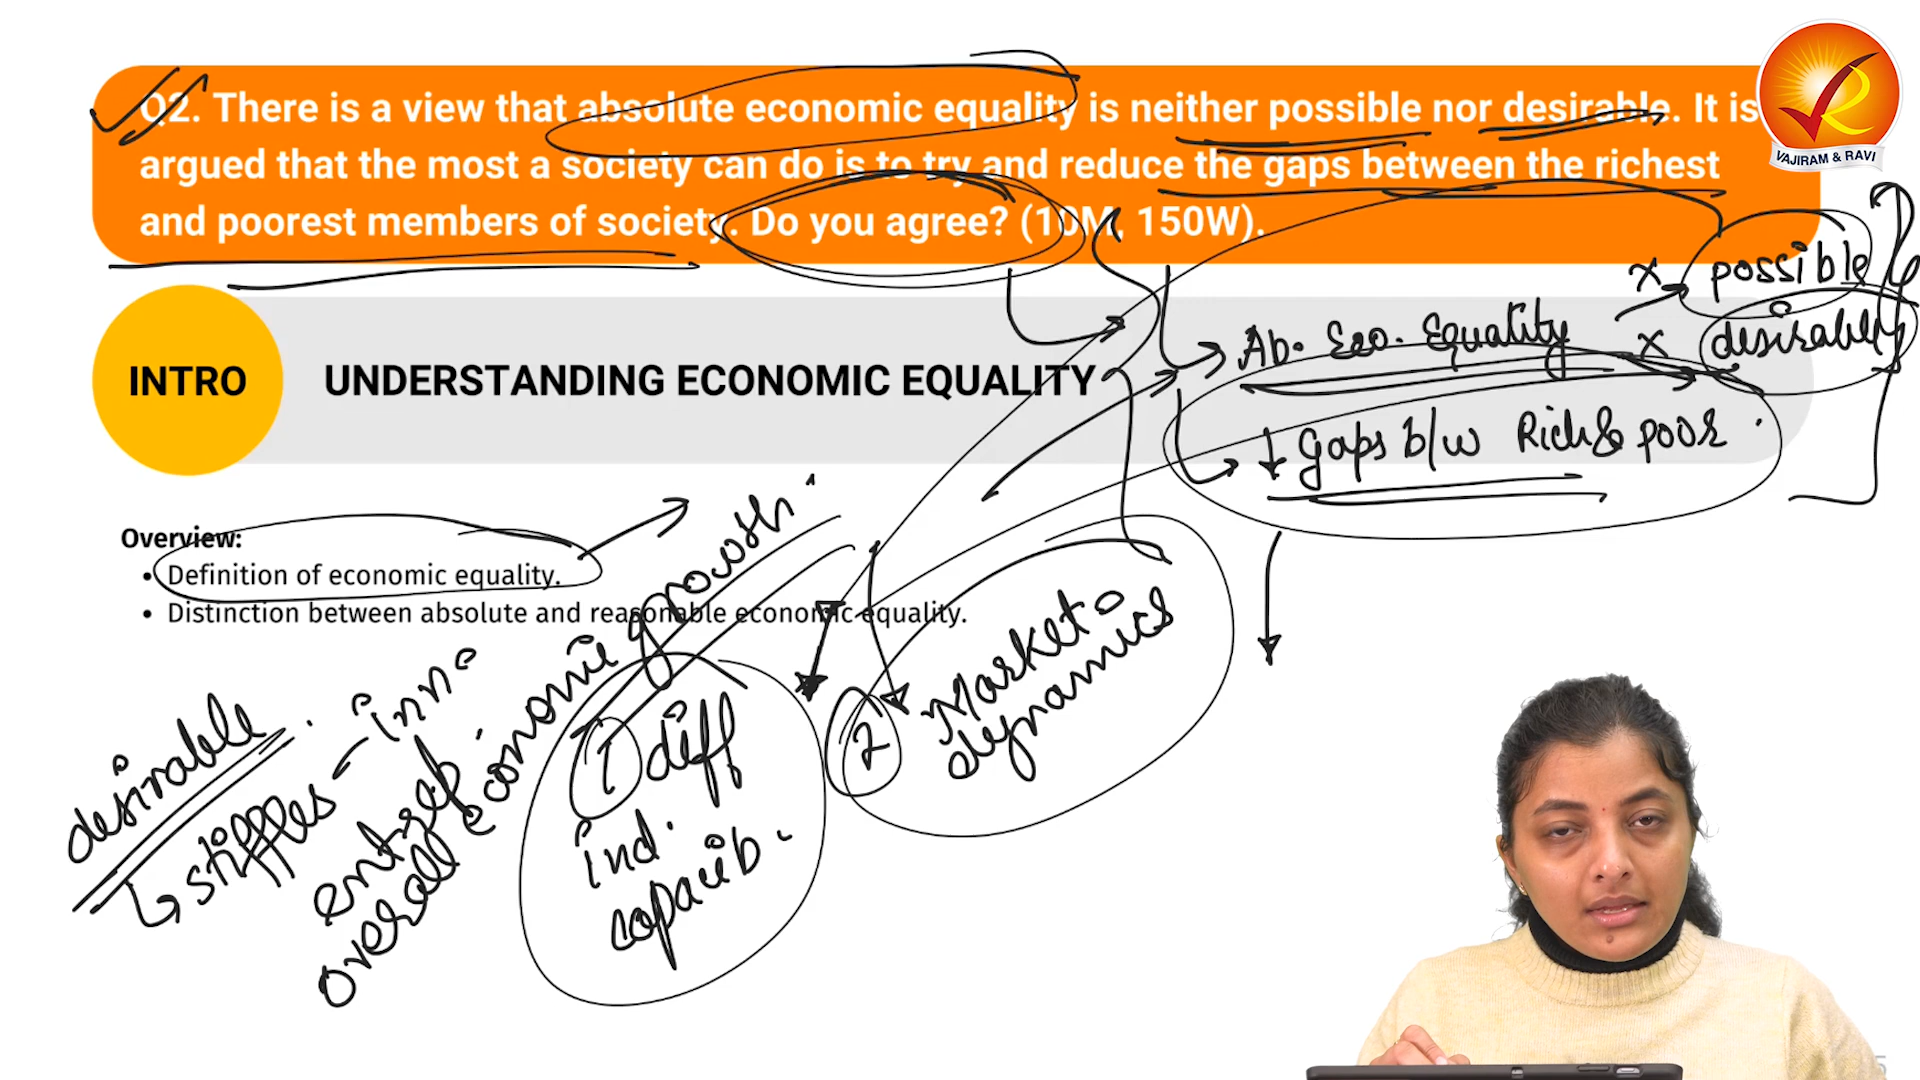 Q2. There is a view that absolute economic equality is neither possible nor desirable. It is
argued that the most a society can do is to try and reduce the gaps between the richest
and poorest members of society. Do you agree? (10M, 150W).
VAJIRAM & RAVI
INTRO
UNDERSTANDING ECONOMIC EQUALITY
x possible
→ Ab. Eco. Equality
x desirable
→ ↓ Gaps b/w Rich & poor
Overview:
• Definition of economic equality.
• Distinction between absolute and reasonable economic equality.
desirable
↳ stiffles - inn
overall economic growth
1 diff
ind.
capacib.
2 Market
dynamics